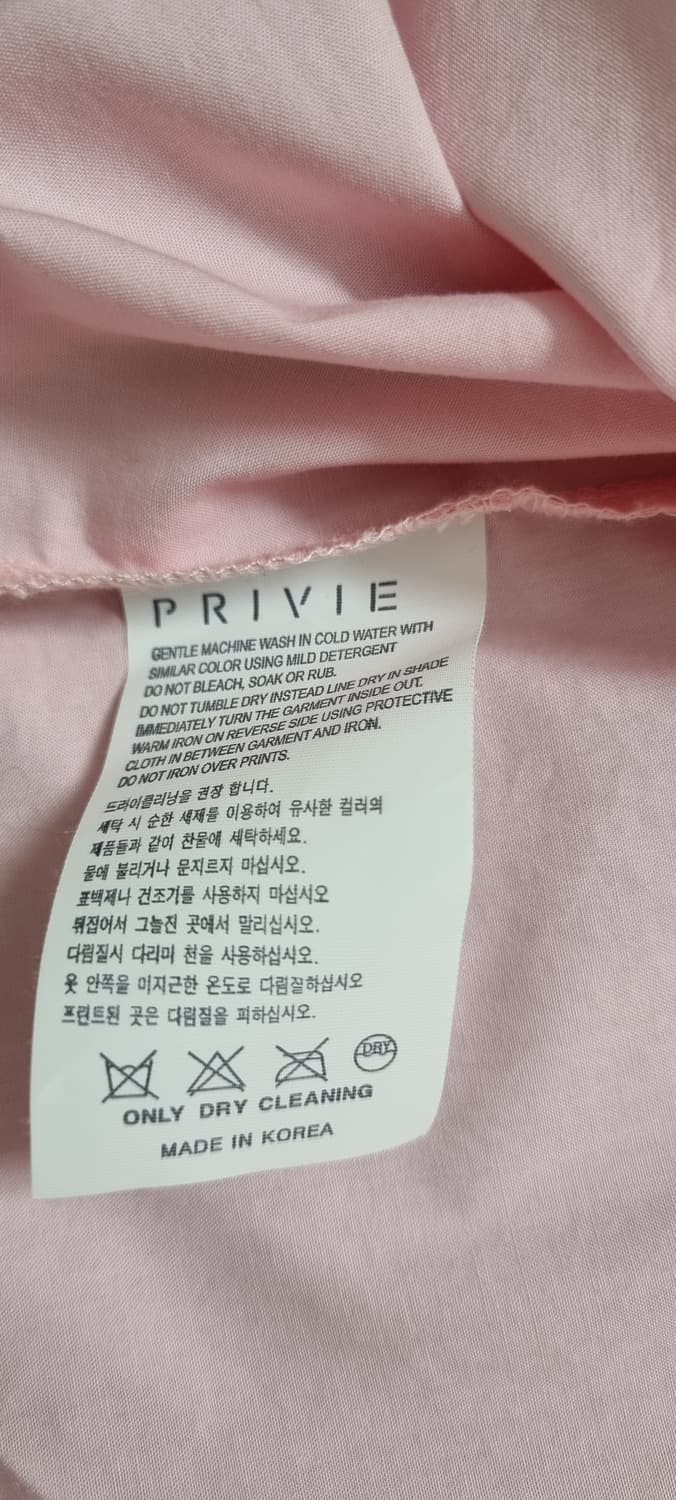 PRIVIE
GENTLE MACHINE WASH IN COLD WATER WITH
SIMILAR COLOR USING MILD DETERGENT
DO NOT BLEACH, SOAK OR RUB.
DO NOT TUMBLE DRY INSTEAD LINE DRY IN SHADE
IMMEDIATELY TURN THE GARMENT INSIDE OUT.
WARM IRON ON REVERSE SIDE USING PROTECTIVE
CLOTH IN BETWEEN GARMENT AND IRON.
DO NOT IRON OVER PRINTS.
드라이클리닝을 권장 합니다.
세탁 시 순한 세제를 이용하여 유사한 컬러의
제품들과 같이 찬물에 세탁하세요.
물에 불리거나 문지르지 마십시오.
표백제나 건조기를 사용하지 마십시오
뒤집어서 그늘진 곳에서 말리십시오.
다림질시 다리미 천을 사용하십시오.
옷 안쪽을 미지근한 온도로 다림질하십시오
프린트된 곳은 다림질을 피하십시오.
DRY
ONLY DRY CLEANING
MADE IN KOREA